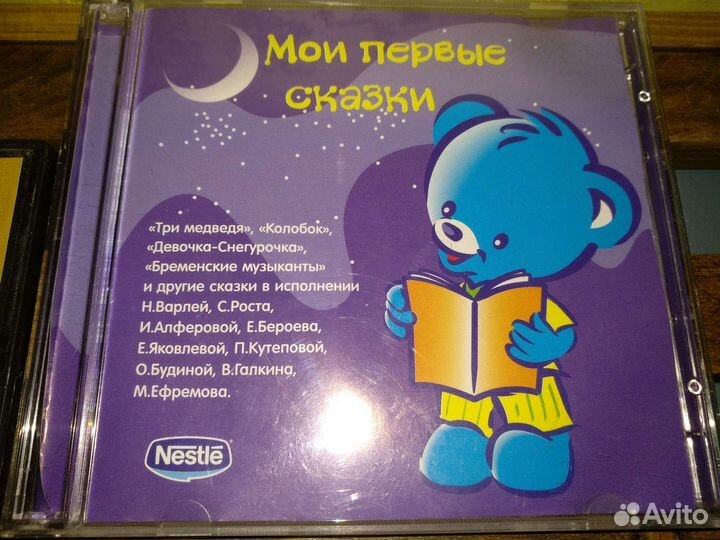 Мои первые
сказки
«Три медведя», «Колобок»,
«Девочка-Снегурочка»,
«Бременские музыканты»
и другие сказки в исполнении
Н.Варлей, С.Роста,
И.Алферовой, Е.Бероева,
Е.Яковлевой, П.Кутеповой,
О.Будиной, В.Галкина,
М.Ефремова.
Nestlē
Avito